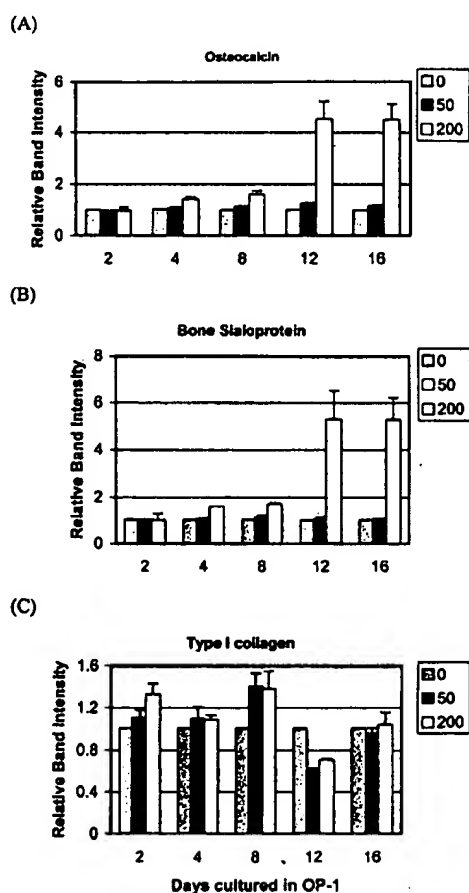 (A)
Osteocalcin
Relative Band Intensity
6
4
2
0
2 4 8 12 16
0
50
200
(B)
Bone Sialoprotein
Relative Band Intensity
8
6
4
2
0
2 4 8 12 16
0
50
200
(C)
Type I collagen
Relative Band Intensity
1.6
1.2
0.8
0.4
0
2 4 8 12 16
0
50
200
Days cultured in OP-1